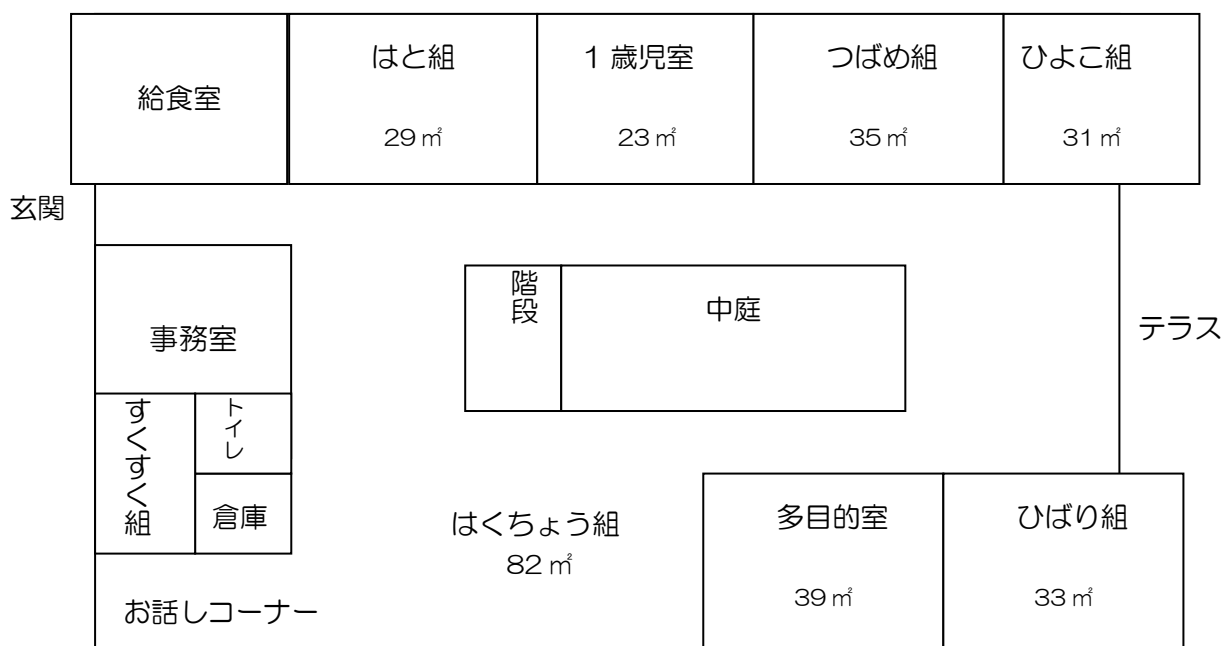 給食室
はと組
29㎡
1歳児室
23㎡
つばめ組
35㎡
ひよこ組
31㎡
玄関
事務室
階段
中庭
テラス
すくすく組
トイレ
倉庫
はくちょう組
82㎡
多目的室
39㎡
ひばり組
33㎡
お話しコーナー